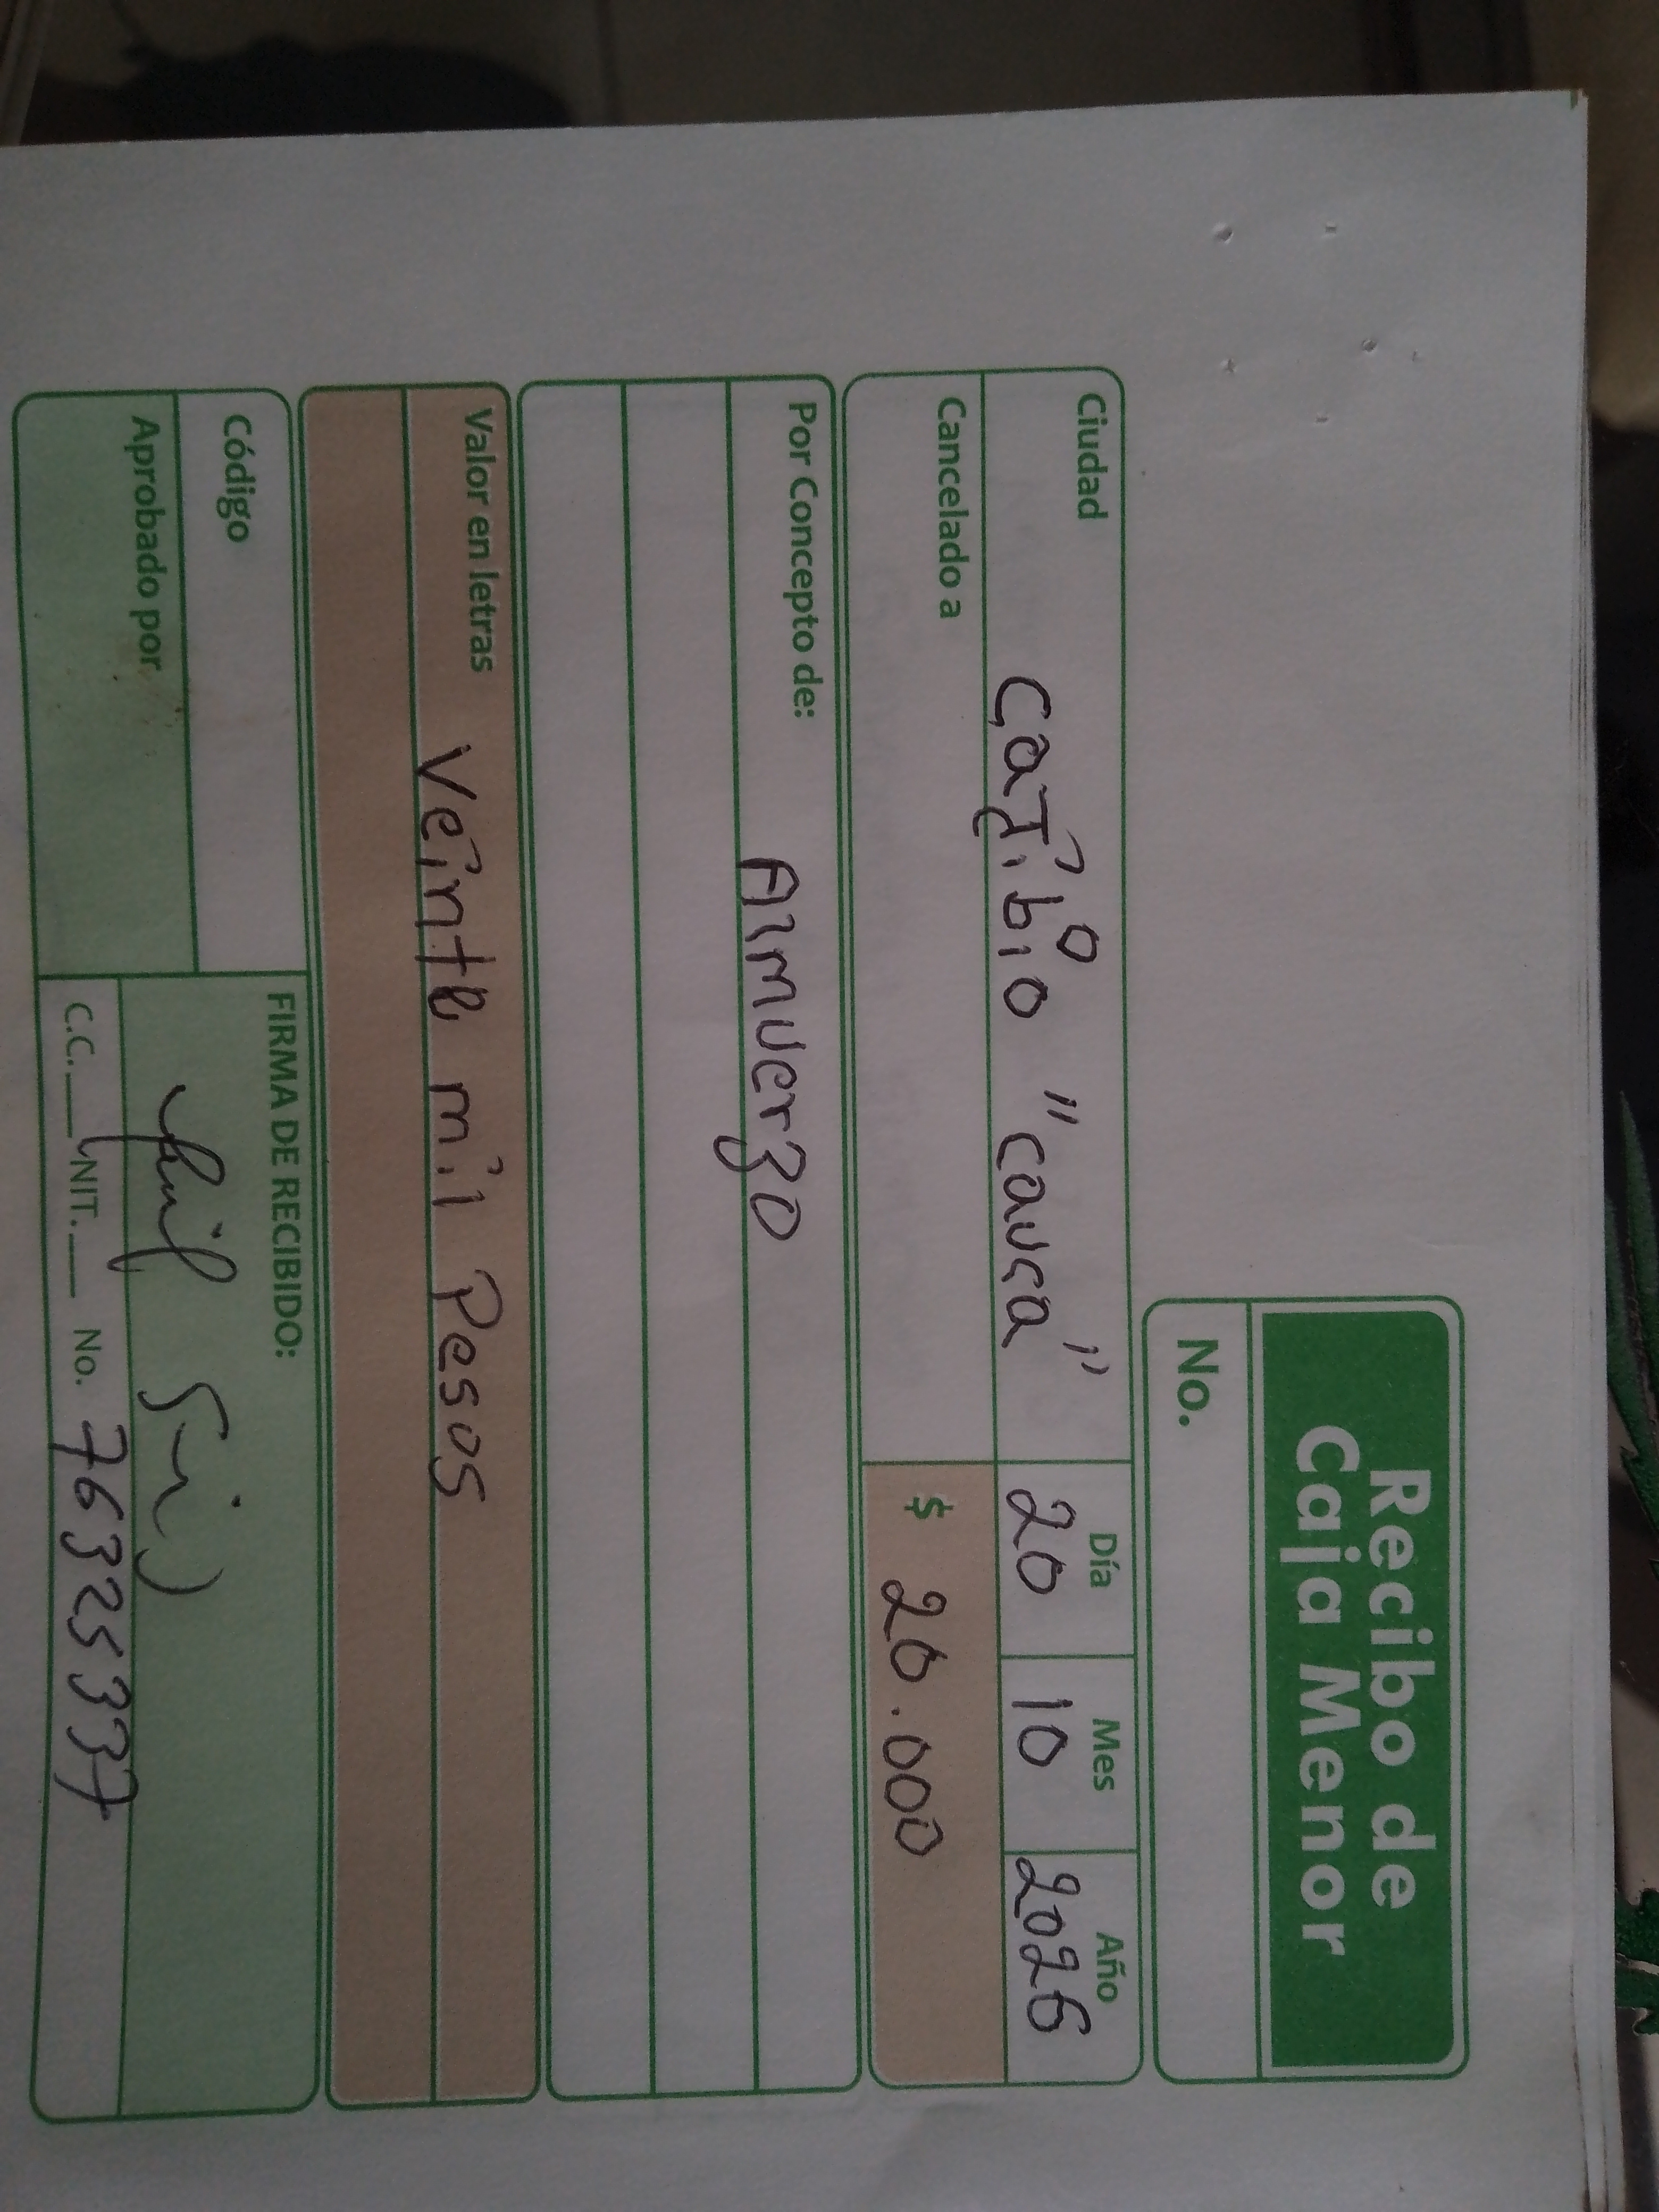 Recibo de
Caja Menor
No.
Ciudad CaJibio "Cauca" Día 20 Mes 10 Año 2026
Cancelado a $ 20.000
Por Concepto de: Almuerzo
Valor en letras Veinte mil Pesos
Código
Aprobado por
FIRMA DE RECIBIDO:
C.C. NIT. No. 76325337